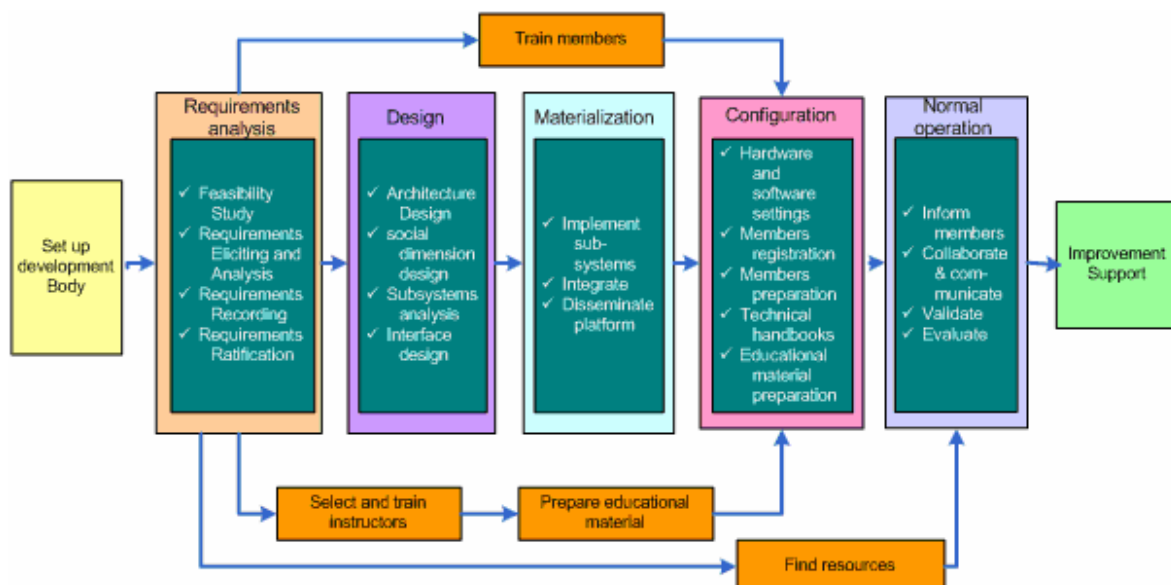 Train members
Requirements
analysis
✓ Feasibility
Study
✓ Requirements
Eliciting and
Analysis
✓ Requirements
Recording
✓ Requirements
Ratification
Design
✓ Architecture
Design
✓ social
dimension
design
✓ Subsystems
analysis
✓ Interface
design
Materialization
✓ Implement
sub-
systems
✓ Integrate
✓ Disseminate
platform
Configuration
✓ Hardware
and
software
settings
✓ Members
registration
✓ Members
preparation
✓ Technical
handbooks
✓ Educational
material
preparation
Normal
operation
✓ Inform
members
✓ Collaborate
& com-
municate
✓ Validate
✓ Evaluate
Set up
development
Body
Improvement
Support
Select and train
instructors
Prepare educational
material
Find resources